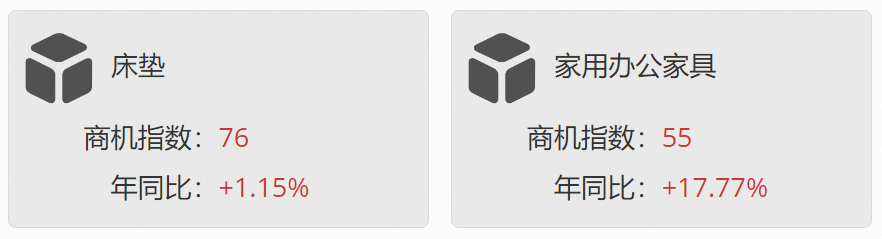 床垫
商机指数：76
年同比：+1.15%
家用办公家具
商机指数：55
年同比：+17.77%